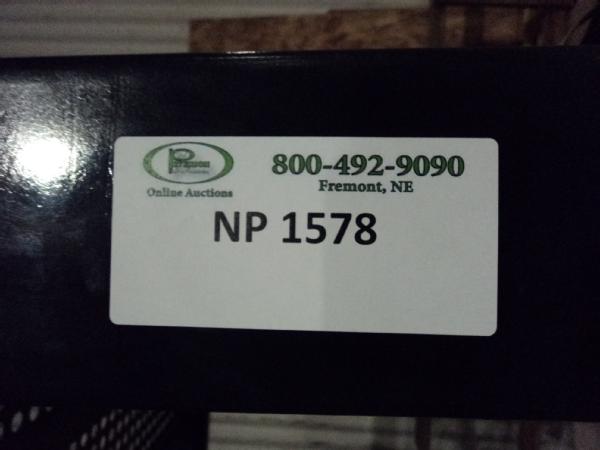 800-492-9090
Online Auctions
Fremont, NE
NP 1578